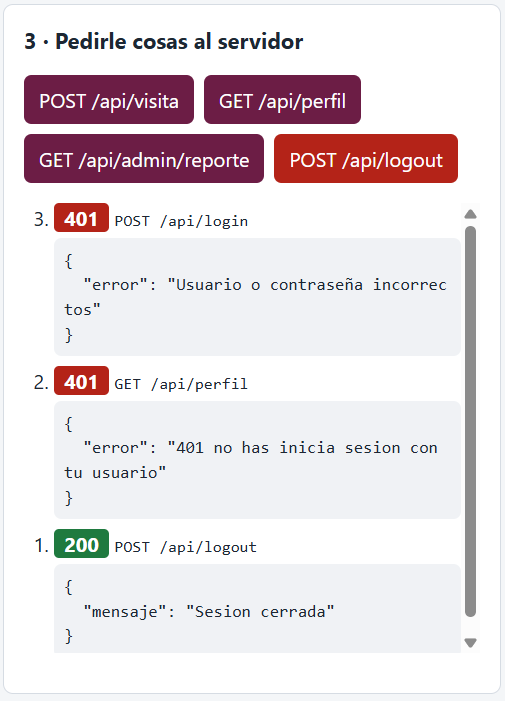 3 · Pedirle cosas al servidor
POST /api/visita
GET /api/perfil
GET /api/admin/reporte
POST /api/logout
3. 401 POST /api/login
{
"error": "Usuario o contraseña incorrec
tos"
}
2. 401 GET /api/perfil
{
"error": "401 no has inicia sesion con
tu usuario"
}
1. 200 POST /api/logout
{
"mensaje": "Sesion cerrada"
}